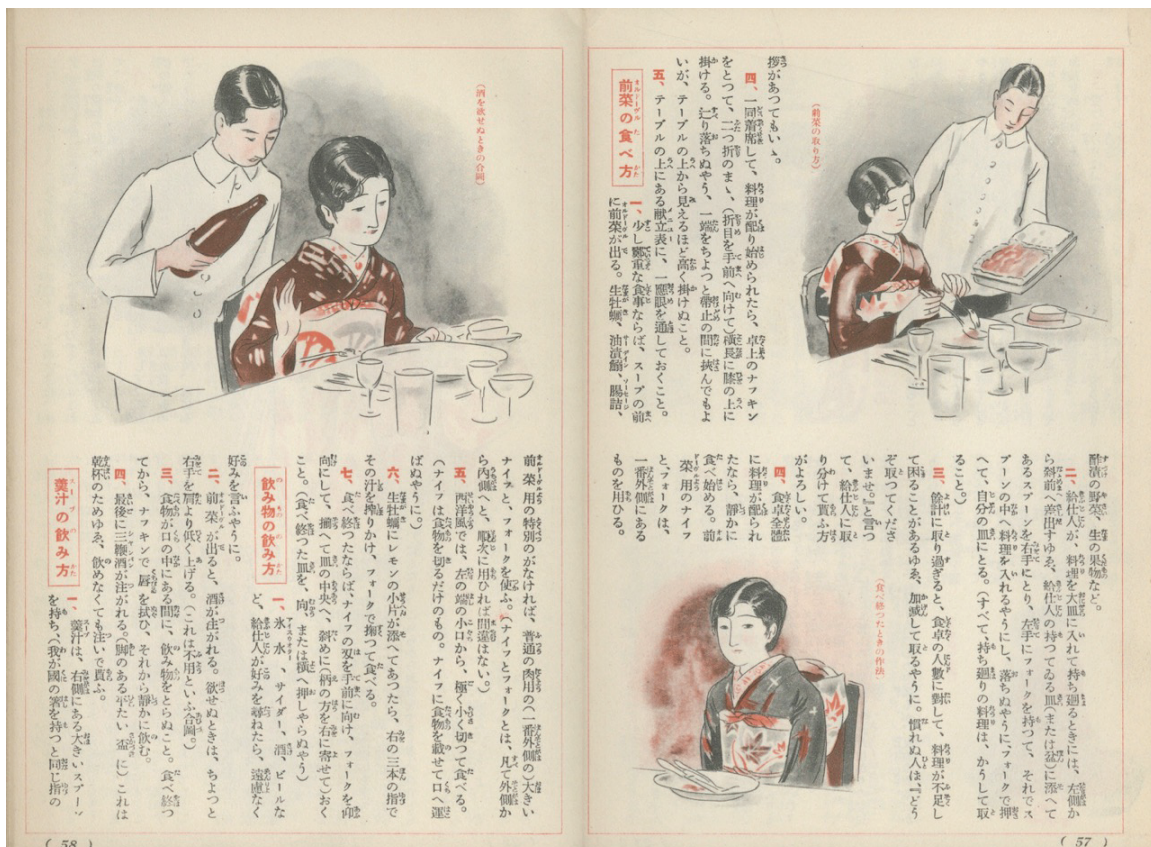 拶があつてもいゝ。
四、一同着席して、料理が配り始められたら、卓上のナフキン
をとつて、二つ折のまゝ、(折目を手前へ向けて)横長に膝の上に
掛ける。辷り落ちぬやう、一端をちよつと帶止の間に挾んでもよ
いが、テーブルの上から見えるほど高く掛けぬこと。
五、テーブルの上にある献立表に、一應眼を通しておくこと。
前菜の食べ方
一、少し鄭重な食事ならば、スープの前
に前菜が出る。生牡蠣、油漬鰮、腸詰、
(前菜の取り方)
酢漬の野菜、生の果物など。
二、給仕人が、料理を大皿に入れて持ち廻るときには、左側か
ら斜前へ差出すゆゑ、給仕人の持つてゐる皿(または盆)に添へて
あるスプーンを右手にとり、左手にフォークを持つて、それでス
プーンの中へ料理を入れるやうにし、落ちぬやうに、フォークで押
へて、自分の皿にとる。(すべて、持ち廻りの料理は、かうして取
ること。)
三、餘計に取り過ぎると、食卓の人數に對して、料理が不足し
て困ることがあるゆゑ、加減して取るやうに。慣れぬ人は『どう
ぞ取つてくださ
いませ。』と言つ
て、給仕人に取
り分けて貰ふ方
がよろしい。
四、食卓全體
に料理が配られ
たなら、靜かに
食べ始める。前
菜用のナイフ
と、フォークは、
一番外側にある
ものを用ひる。
(食べ終つたときの作法)
( 57 )
(酒を欲せぬときの合圖)
前菜用の特別のがなければ、普通の肉用の(一番外側の)大きい
ナイフと、フォークを使ふ。(ナイフとフォークとは、凡て外側か
ら内側へと、順次に用ひれば間違はない。)
五、西洋風では、左の端の小口から、極く小く切つて食べる。
(ナイフは食物を切るだけのもの。ナイフに食物を載せて口へ運
ばぬやうに。)
六、生牡蠣にレモンの小片が添へてあつたら、右の三本の指で
その汁を搾りかけ、フォークで掬つて食べる。
七、食べ終つたならば、ナイフの刄を手前に向け、フォークを仰
向にして、揃へて皿の中央へ、斜めに(柄の方を右に寄せて)おく
こと。(食べ終つた皿を、向、または橫へ押しやらぬやう)
飲み物の飲み方
一、氷水、サイダー、酒、ビールな
ど、給仕人が好みを尋ねたら、遠慮なく
好みを言ふやうに。
二、前菜が出ると、酒が注がれる。欲せぬときは、ちよつと
右手を肩より低く上げる。(これは不用といふ合圖。)
三、食物が口の中にある間に、飲み物をとらぬこと。食べ終つ
てから、ナフキンで唇を拭ひ、それから靜かに飲む。
四、最後に三鞭酒が注がれる。(脚のある平たい盃に)これは
乾杯のためゆゑ、飲めなくても注いで貰ふ。
羹汁の飲み方
一、羹汁は、右側にある大きいスプーン
を持ち、(我が國の箸を持つと同じ指の
( 58 )